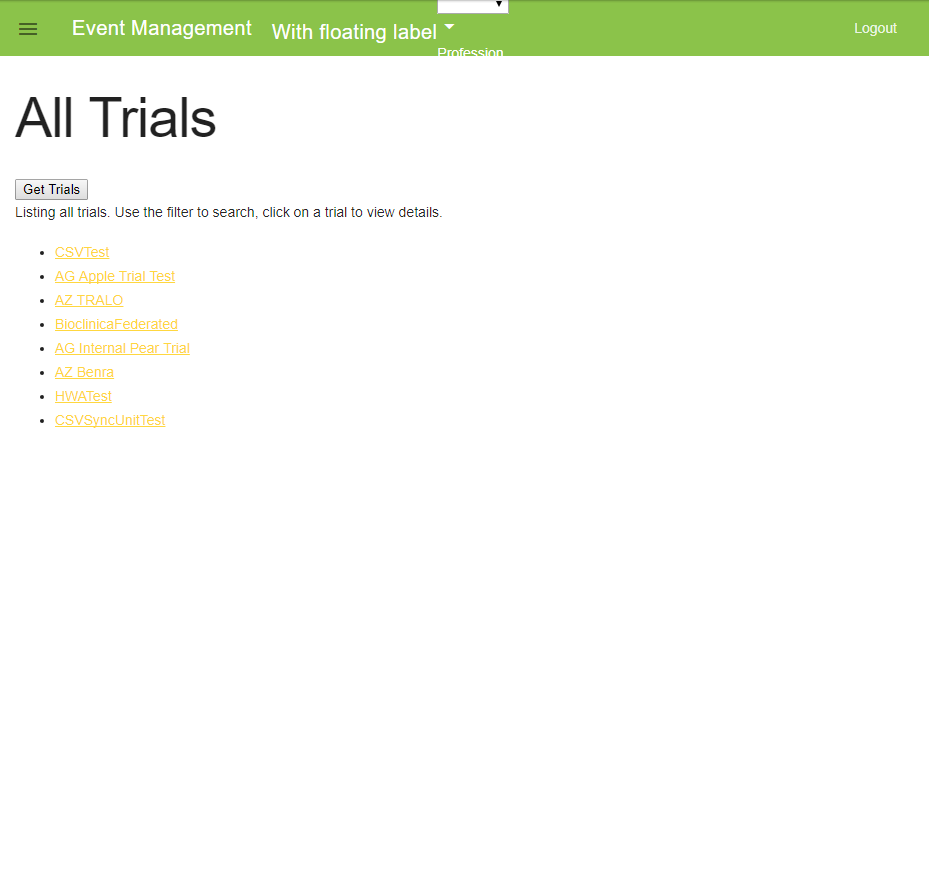 Event Management
With floating label
Profession
Logout
All Trials
Get Trials
Listing all trials. Use the filter to search, click on a trial to view details.
CSVTest
AG Apple Trial Test
AZ TRALO
BioclinicaFederated
AG Internal Pear Trial
AZ Benra
HWATest
CSVSyncUnitTest